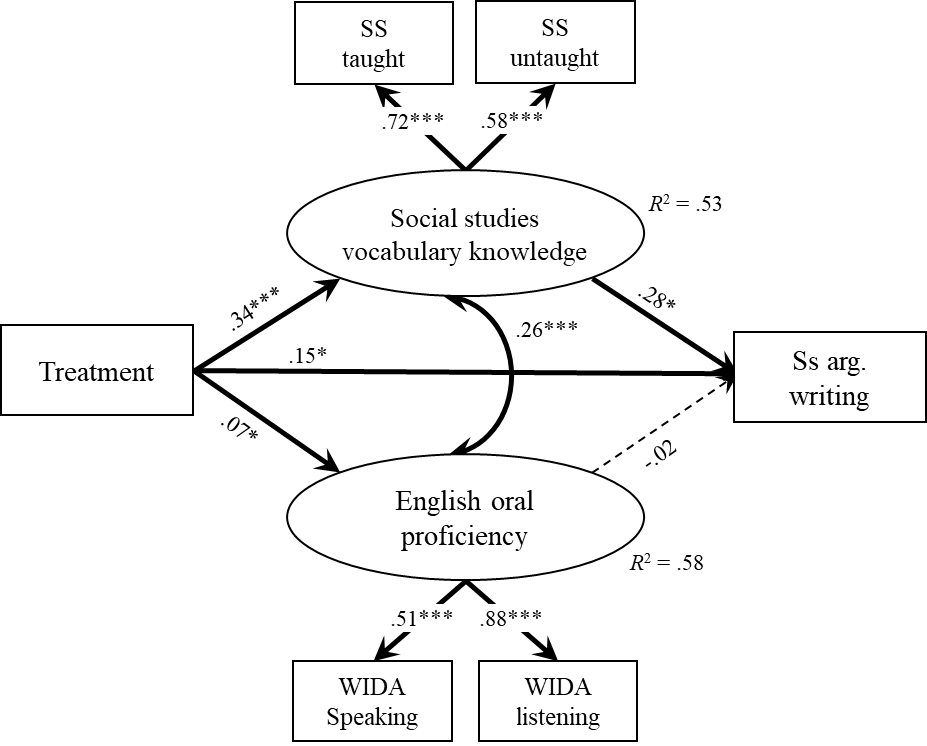 SS
taught
SS
untaught
.72***
.58***
Social studies
vocabulary knowledge
R² = .53
.34***
.28*
.26***
.15*
Treatment
Ss arg.
writing
.07*
-.02
English oral
proficiency
R² = .58
.51***
.88***
WIDA
Speaking
WIDA
listening